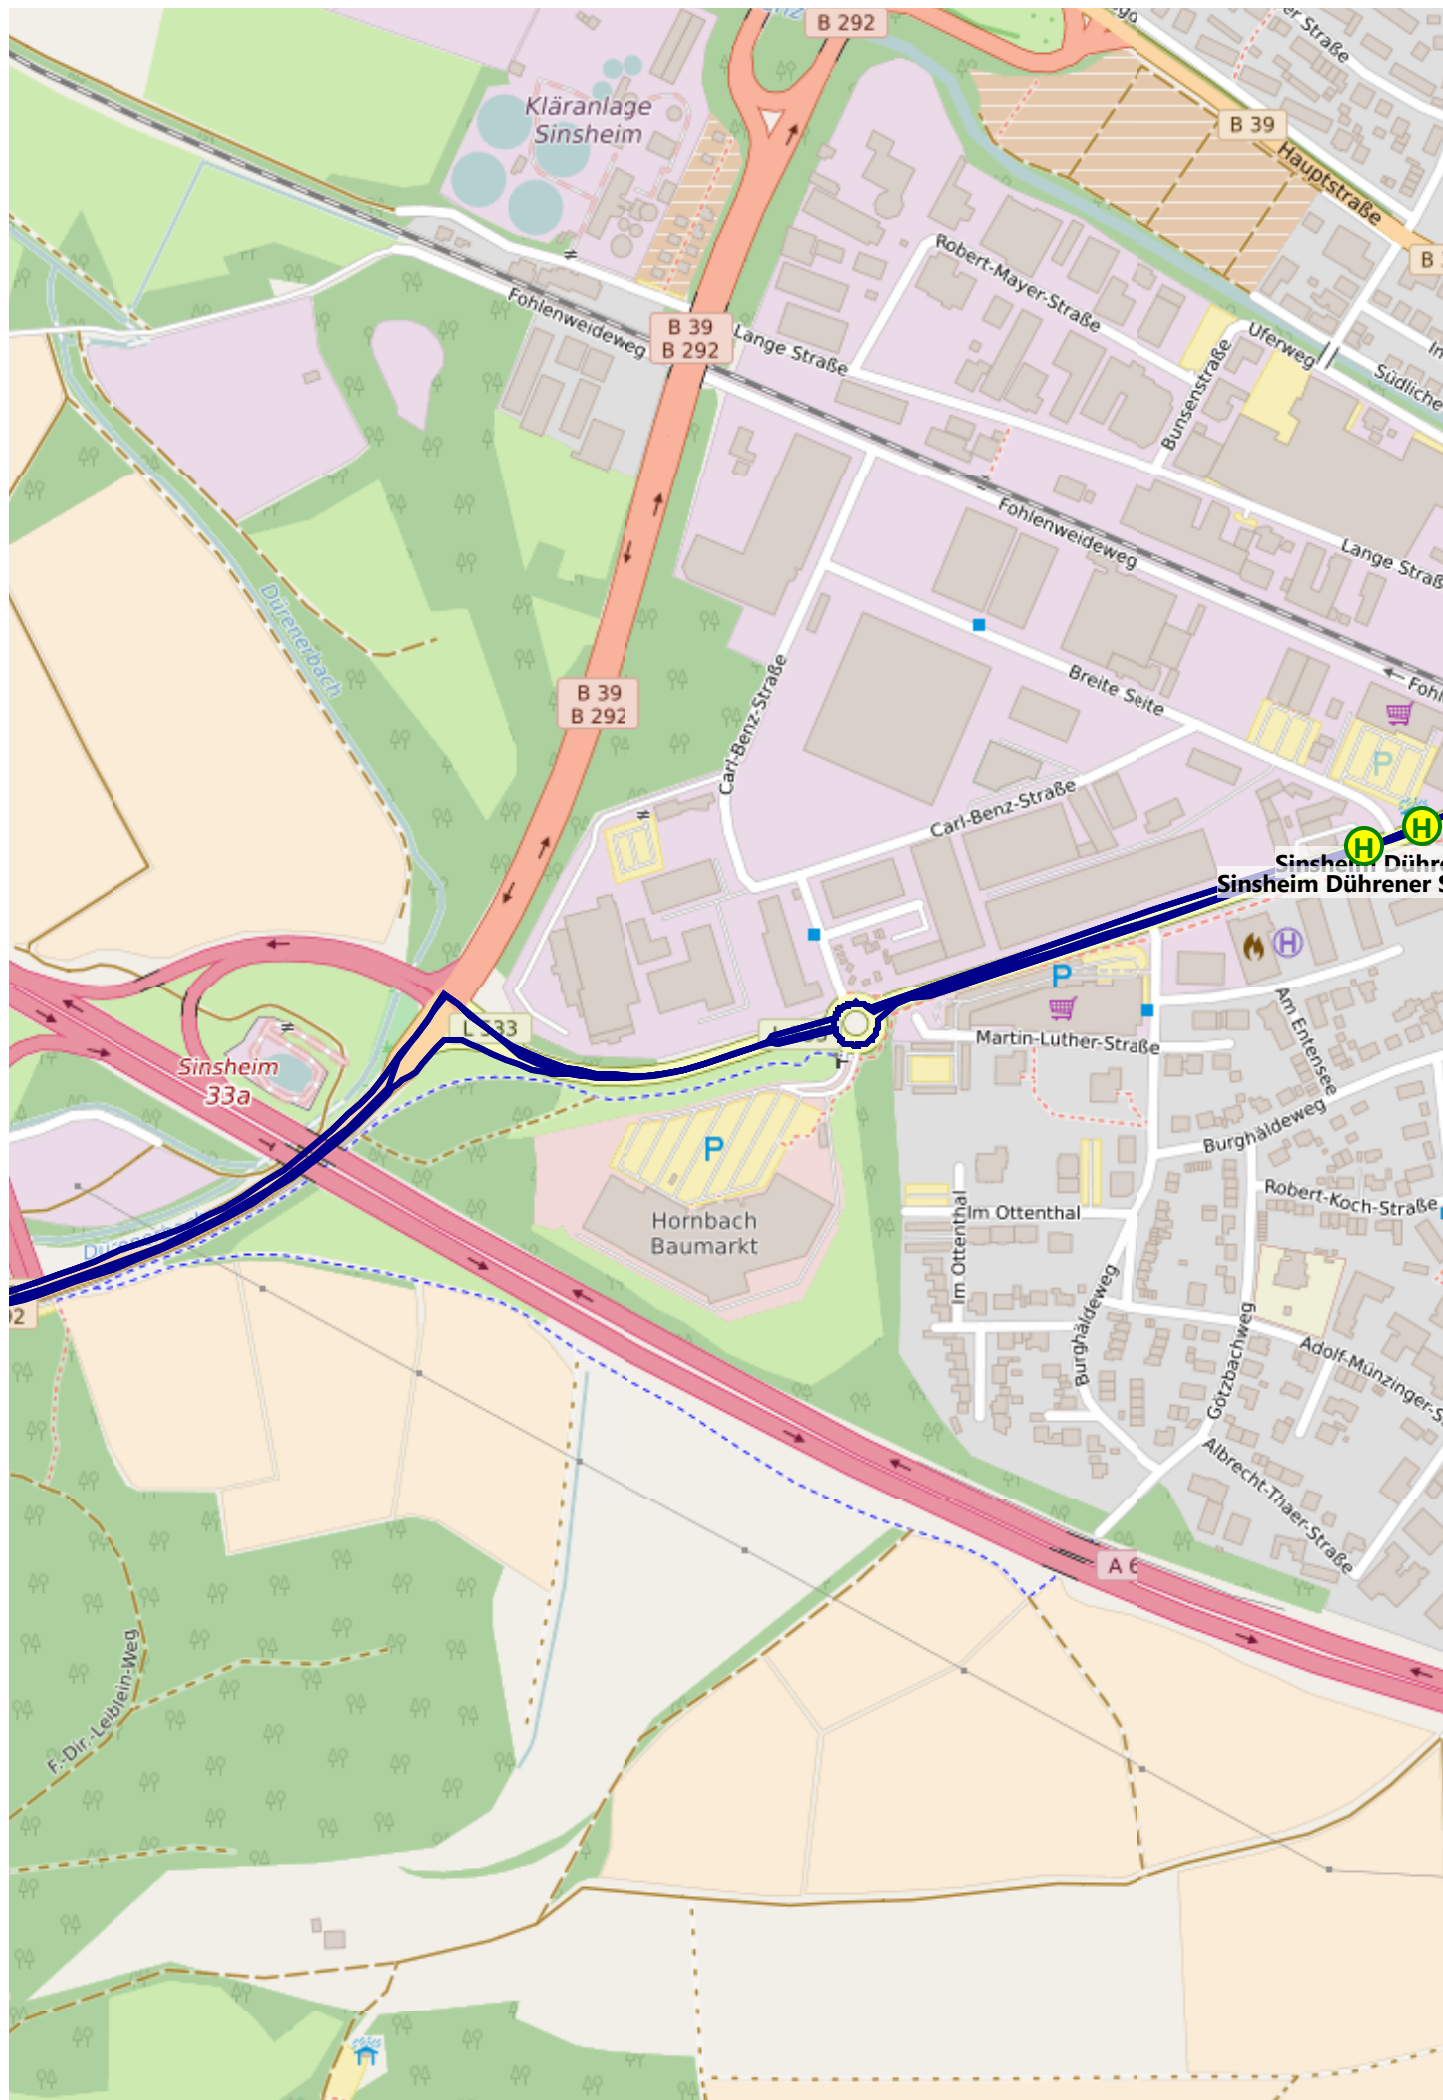 B 292
er Straße
Kläranlage
Sinsheim
B 39
Hauptstraße
B
Robert-Mayer-Straße
Fohlenweideweg
B 39
B 292
Lange Straße
Uferweg
Bunsenstraße
Südliche
Fohlenweideweg
Lange Straß
Dürenerbach
Carl-Benz-Straße
Breite Seite
Fohl
B 39
B 292
P
Carl-Benz-Straße
H
H
Sinsheim Dühre
Sinsheim Dührener S
H
P
L 533
Am Entensee
Martin-Luther-Straße
Sinsheim
33a
Burghäldeweg
P
Robert-Koch-Straße
Im Ottenthal
Im Ottenthal
Hornbach
Baumarkt
Burghäldeweg
Götzbachweg
Adolf-Münzinger-S
Albrecht-Thaer-Straße
A 6
F.-Dir.-Leiblein-Weg